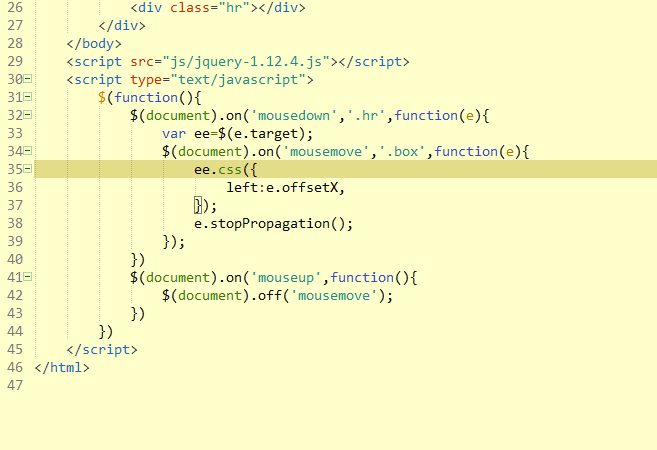 26 <div class="hr"></div>
27 </div>
28 </body>
29 <script src="js/jquery-1.12.4.js"></script>
30 <script type="text/javascript">
31 $(function(){
32 $(document).on('mousedown','.hr',function(e){
33 var ee=$(e.target);
34 $(document).on('mousemove','.box',function(e){
35 ee.css({
36 left:e.offsetX,
37 });
38 e.stopPropagation();
39 });
40 })
41 $(document).on('mouseup',function(){
42 $(document).off('mousemove');
43 })
44 })
45 </script>
46 </html>
47